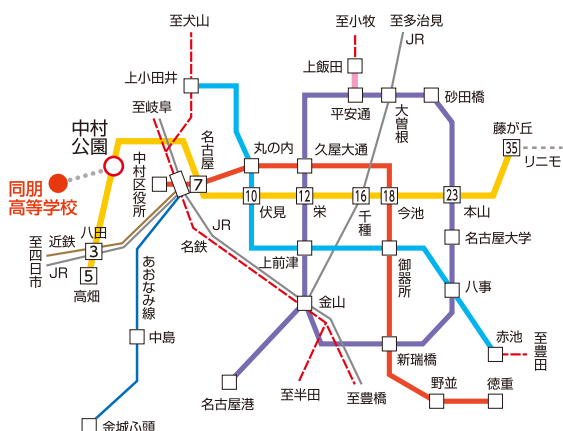 至犬山
至小牧
至多治見
JR
上飯田
上小田井
平安通
大曽根
砂田橋
至岐阜
中村
公園
名古屋
丸の内
久屋大通
藤が丘
35
リニモ
同朋
高等学校
中村区役所
7
10
伏見
12
栄
16
千種
18
今池
23
本山
JR
名鉄
名古屋大学
八田
3
近鉄
JR
至四日市
5
高畑
あおなみ線
上前津
御器所
八事
金山
中島
新瑞橋
赤池
至豊田
名古屋港
至半田
至豊橋
野並
徳重
金城ふ頭